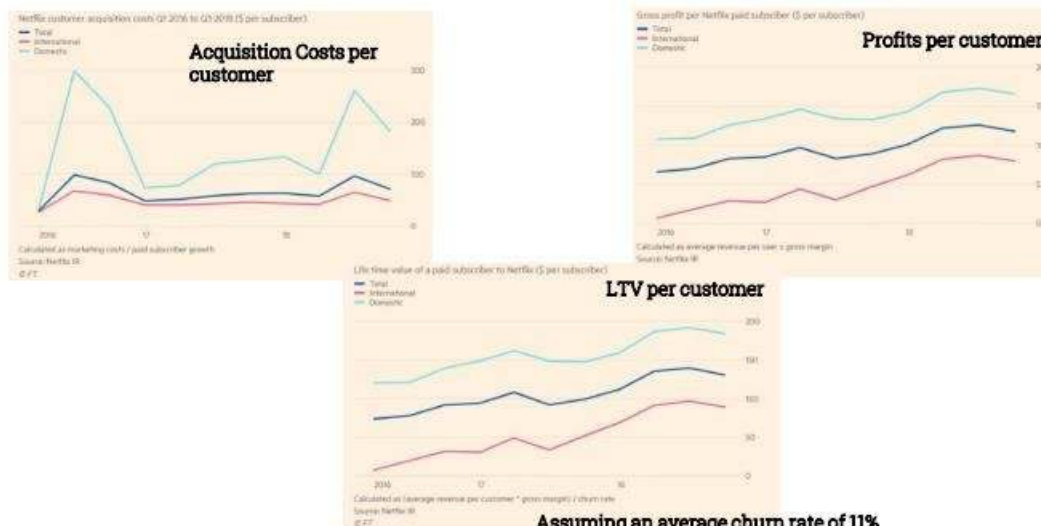 Netflix customer acquisition costs Q1 2016 to Q3 2018 ($ per subscriber)
Total
International
Domestic
Acquisition Costs per
customer
300
200
100
0
2016
17
18
Calculated as marketing costs / paid subscriber growth
Source: Netflix IR
© FT
Gross profit per Netflix paid subscriber ($ per subscriber)
Total
International
Domestic
Profits per customer
2016
17
18
Calculated as average revenue per user x gross margin
Source: Netflix IR
Life time value of a paid subscriber to Netflix ($ per subscriber)
Total
International
Domestic
LTV per customer
200
150
100
50
0
2016
17
18
Calculated as (average revenue per customer * gross margin) / churn rate
Source: Netflix IR
© FT
Assuming an average churn rate of 11%